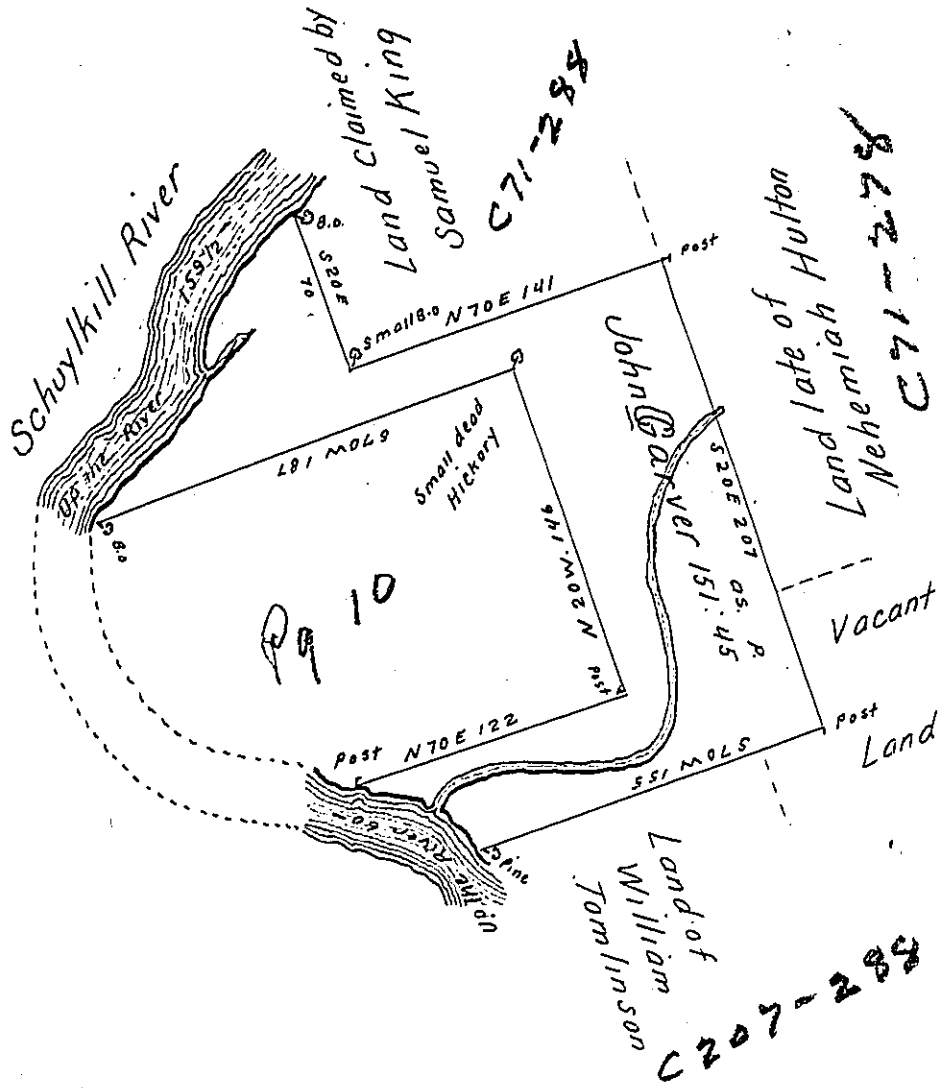 Schuylkill River
Up the River
159 1/2
B.O.
S20E
70
Land Claimed by
Samuel King
C71-288
Small B.O
N70E 141
Post
S70W 187
B.O
Small dead
Hickory
N20W. 146
Post
Pq 10
John Garver 151:45
S20E 207
as. P.
Land late of
Nehemiah Hulton
C71-278
Vacant
Land
Post
N70E 122
Post
S70W 155
Up the River 60
Pine
Land of
William
Tomlinson
C207-288